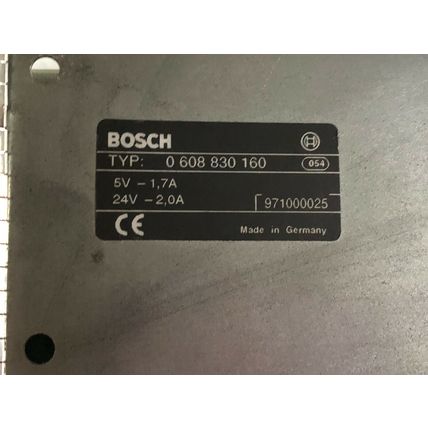 BOSCH
TYP: 0 608 830 160 054
5V - 1,7A
24V - 2,0A 971000025
CE Made in Germany